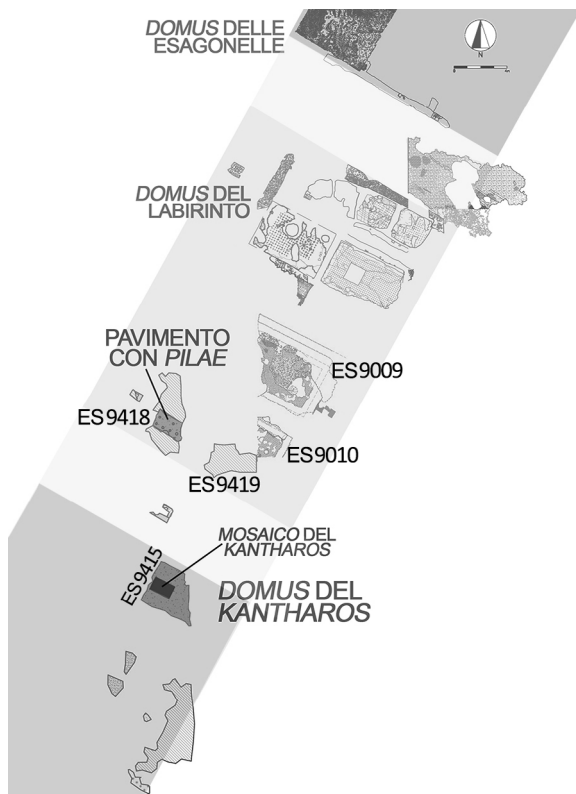 DOMUS DELLE
ESAGONELLE
N
DOMUS DEL
LABIRINTO
PAVIMENTO
CON PILAE
ES9009
ES9418
ES9010
ES9419
MOSAICO DEL
KANTHAROS
ES9415
DOMUS DEL
KANTHAROS